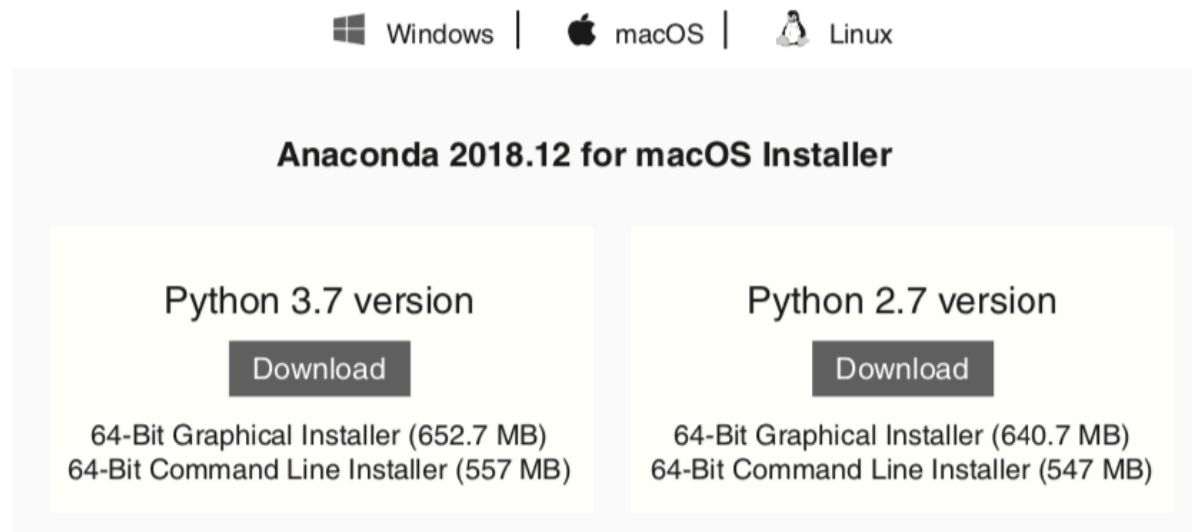 Windows | macOS | Linux
Anaconda 2018.12 for macOS Installer
Python 3.7 version
Download
64-Bit Graphical Installer (652.7 MB)
64-Bit Command Line Installer (557 MB)
Python 2.7 version
Download
64-Bit Graphical Installer (640.7 MB)
64-Bit Command Line Installer (547 MB)